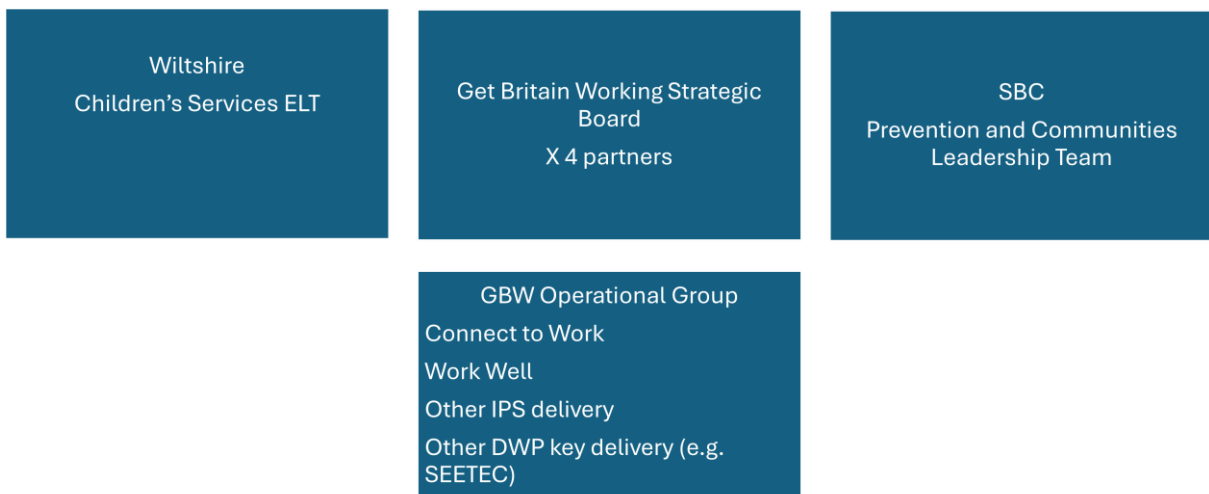 Wiltshire
Children’s Services ELT
Get Britain Working Strategic
Board
X 4 partners
SBC
Prevention and Communities
Leadership Team
GBW Operational Group
Connect to Work
Work Well
Other IPS delivery
Other DWP key delivery (e.g.
SEETEC)